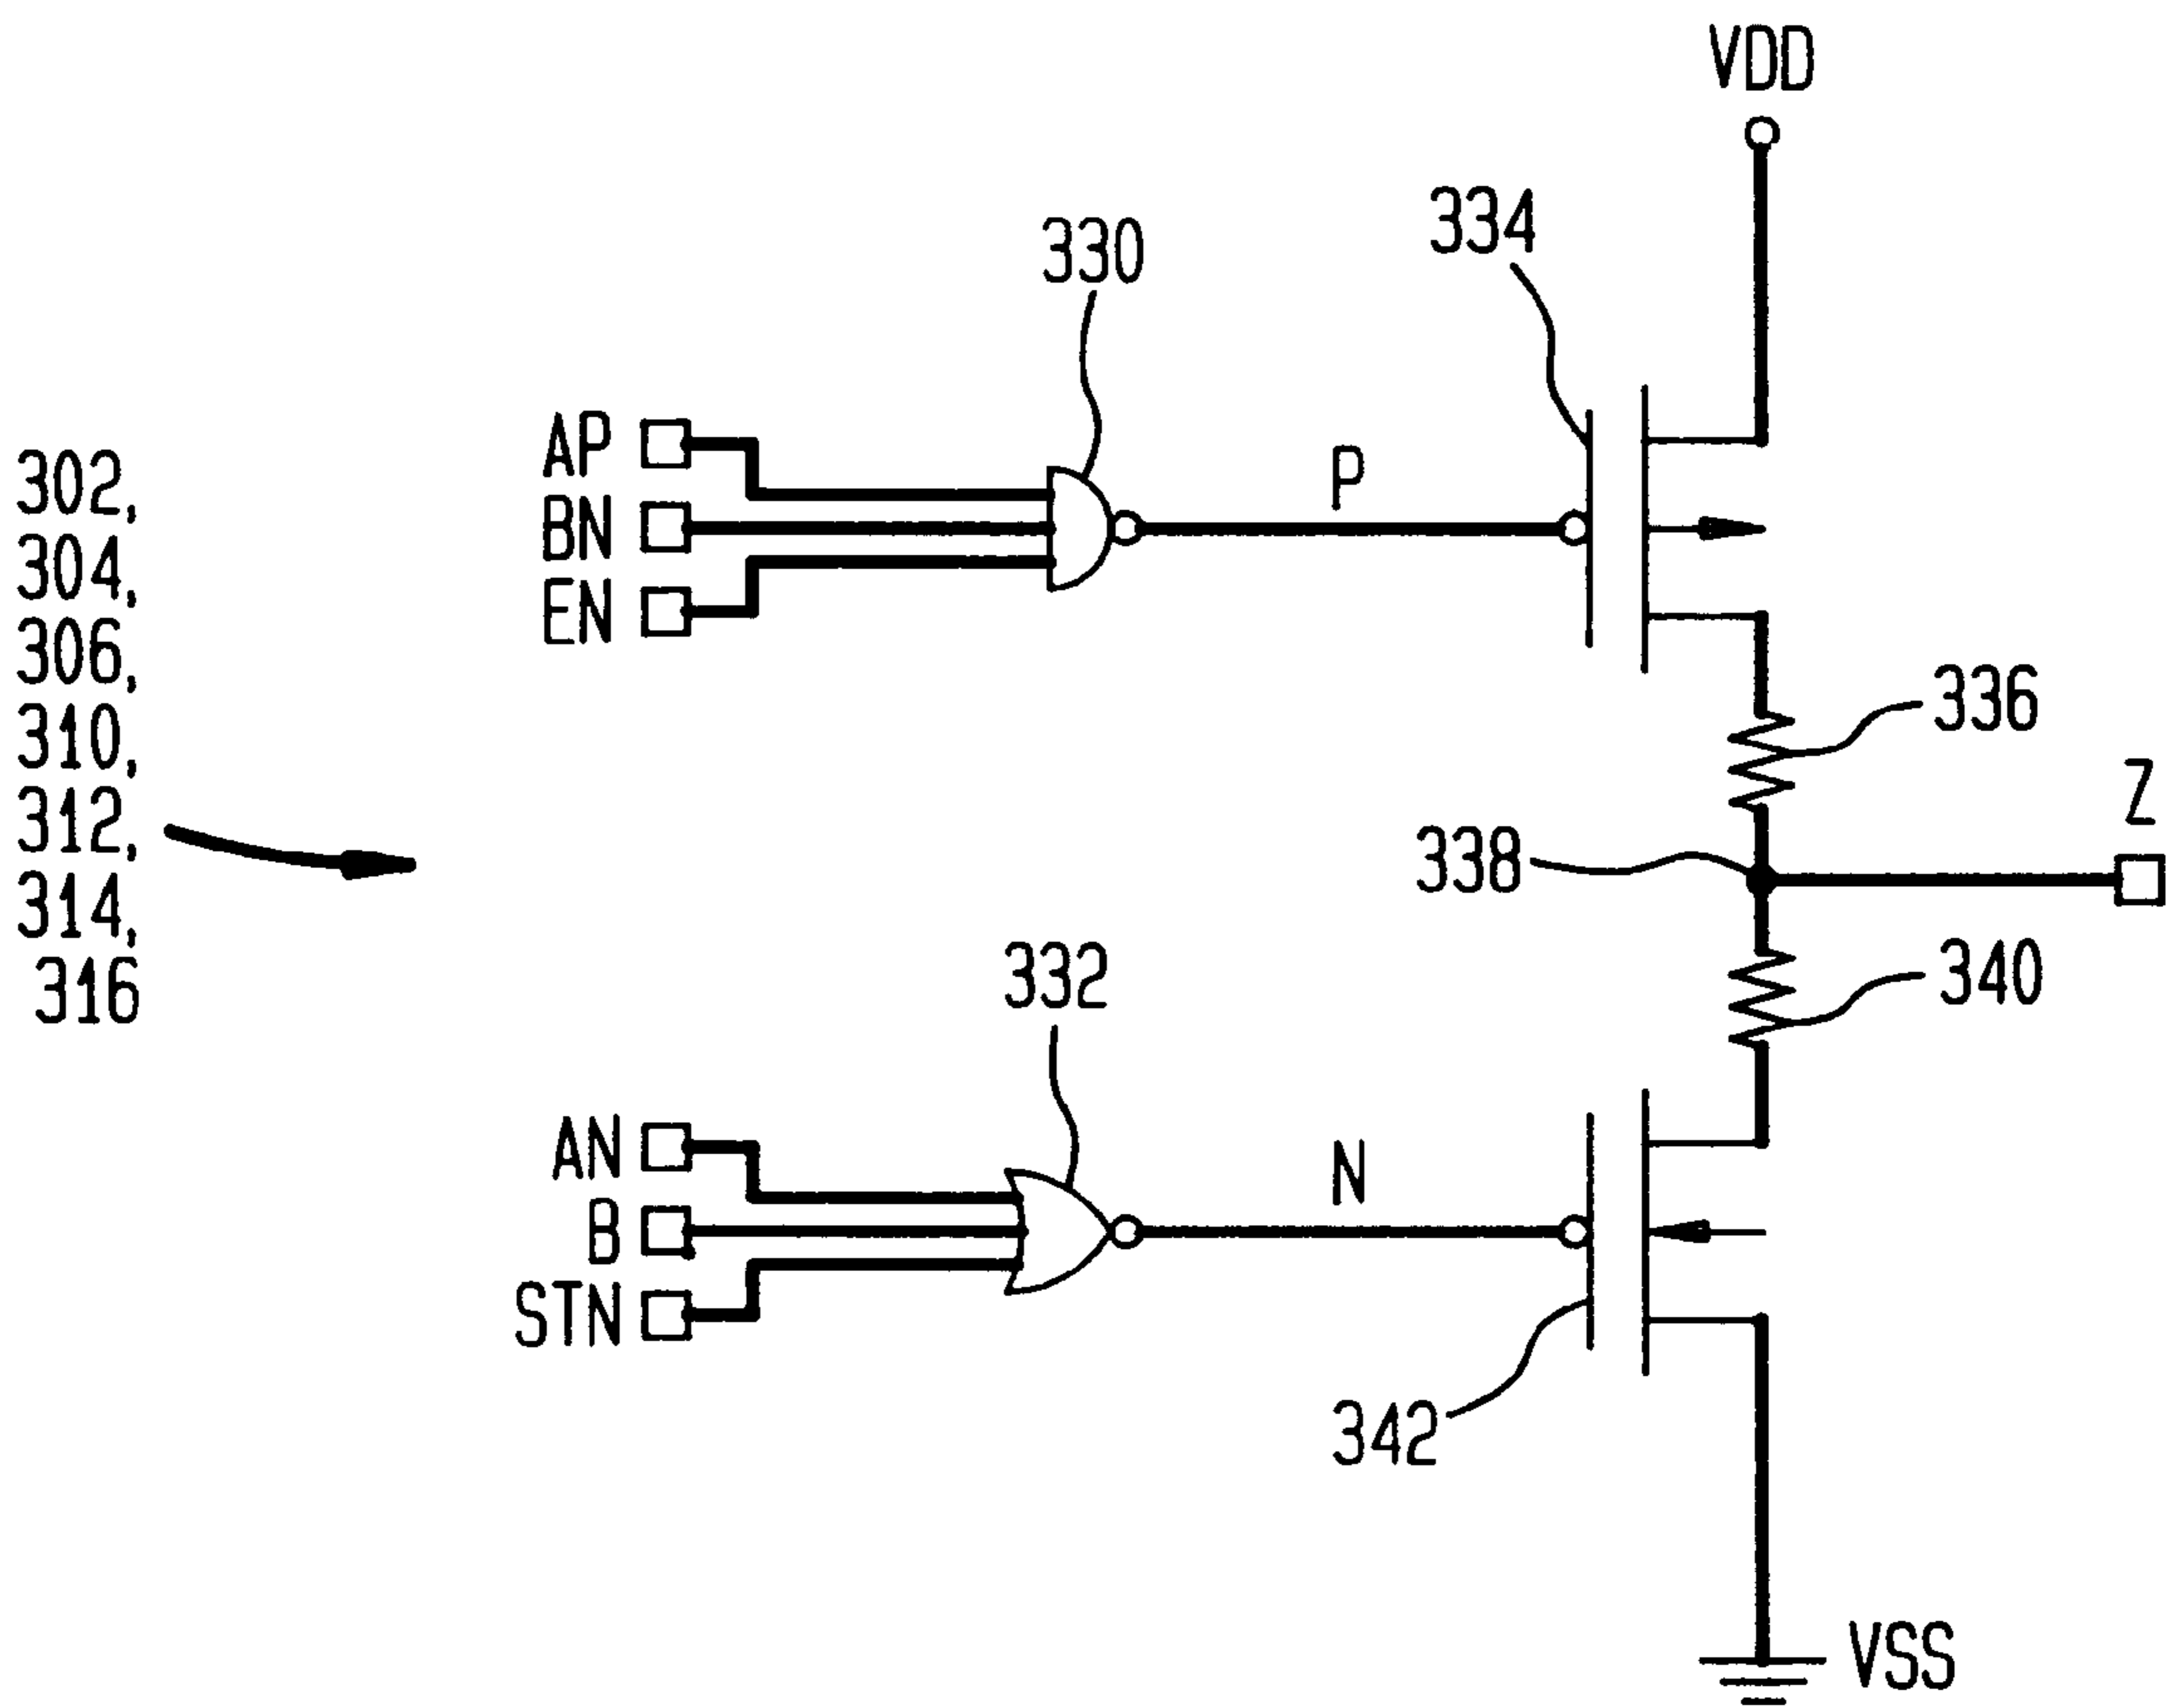 VDD
334
330
AP
BN
EN
P
302,
304,
306,
310,
312,
314,
316
336
Z
338
340
332
AN
B
STN
N
342
VSS